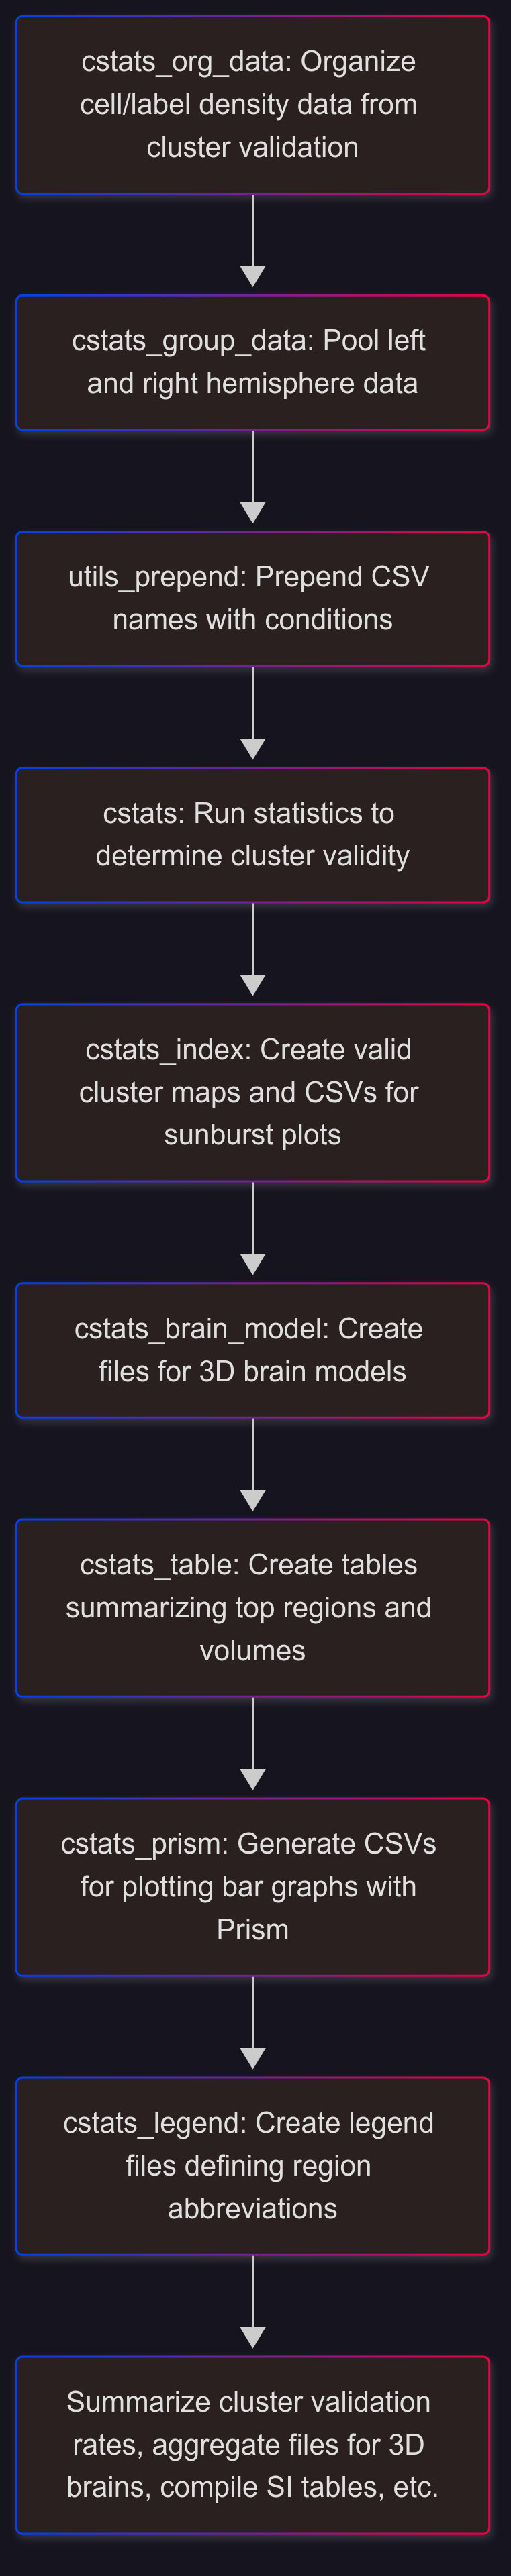 cstats_org_data: Organize
cell/label density data from
cluster validation
cstats_group_data: Pool left
and right hemisphere data
utils_prepend: Prepend CSV
names with conditions
cstats: Run statistics to
determine cluster validity
cstats_index: Create valid
cluster maps and CSVs for
sunburst plots
cstats_brain_model: Create
files for 3D brain models
cstats_table: Create tables
summarizing top regions and
volumes
cstats_prism: Generate CSVs
for plotting bar graphs with
Prism
cstats_legend: Create legend
files defining region
abbreviations
Summarize cluster validation
rates, aggregate files for 3D
brains, compile SI tables, etc.